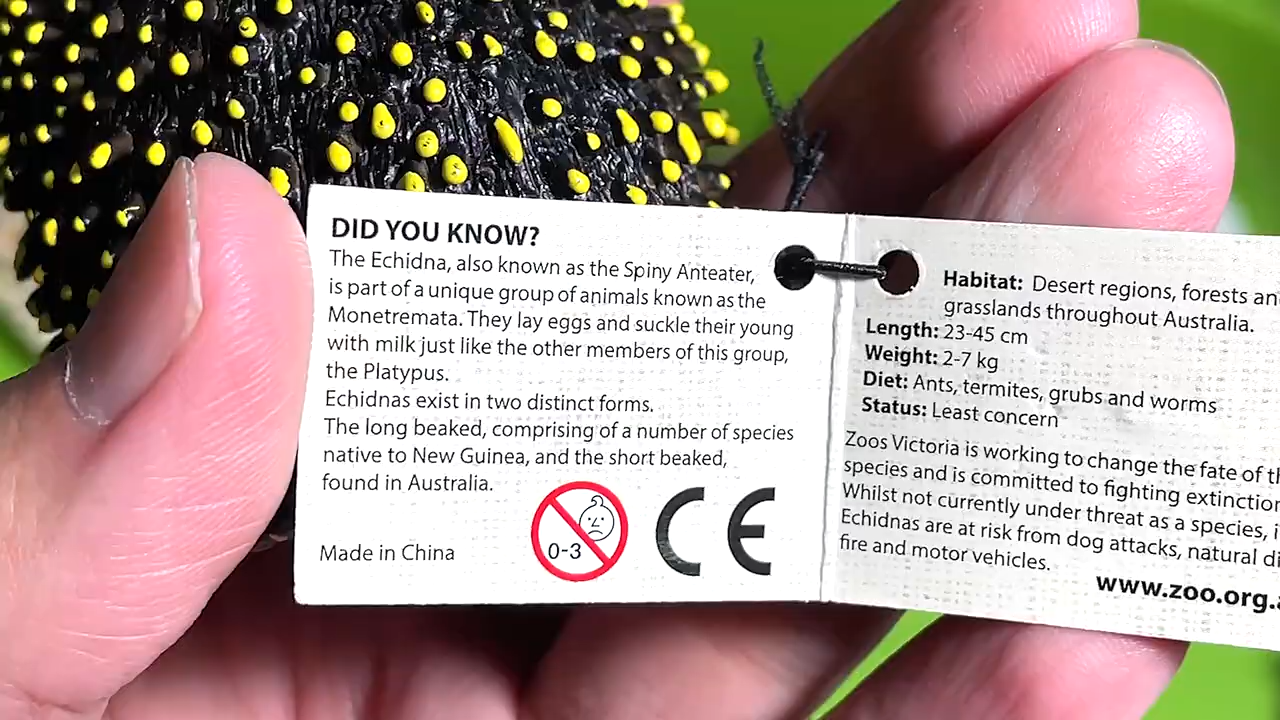 DID YOU KNOW?
The Echidna, also known as the Spiny Anteater,
is part of a unique group of animals known as the
Monetremata. They lay eggs and suckle their young
with milk just like the other members of this group,
the Platypus.
Echidnas exist in two distinct forms.
The long beaked, comprising of a number of species
native to New Guinea, and the short beaked,
found in Australia.
0-3
CE
Made in China
Habitat: Desert regions, forests
grasslands throughout Australia.
Length: 23-45 cm
Weight: 2-7 kg
Diet: Ants, termites, grubs and worms
Status: Least concern
Zoos Victoria is working to change the fate of
species and is committed to fighting extinction
Whilst not currently under threat as a species,
Echidnas are at risk from dog attacks, natural
fire and motor vehicles.
www.zoo.org.